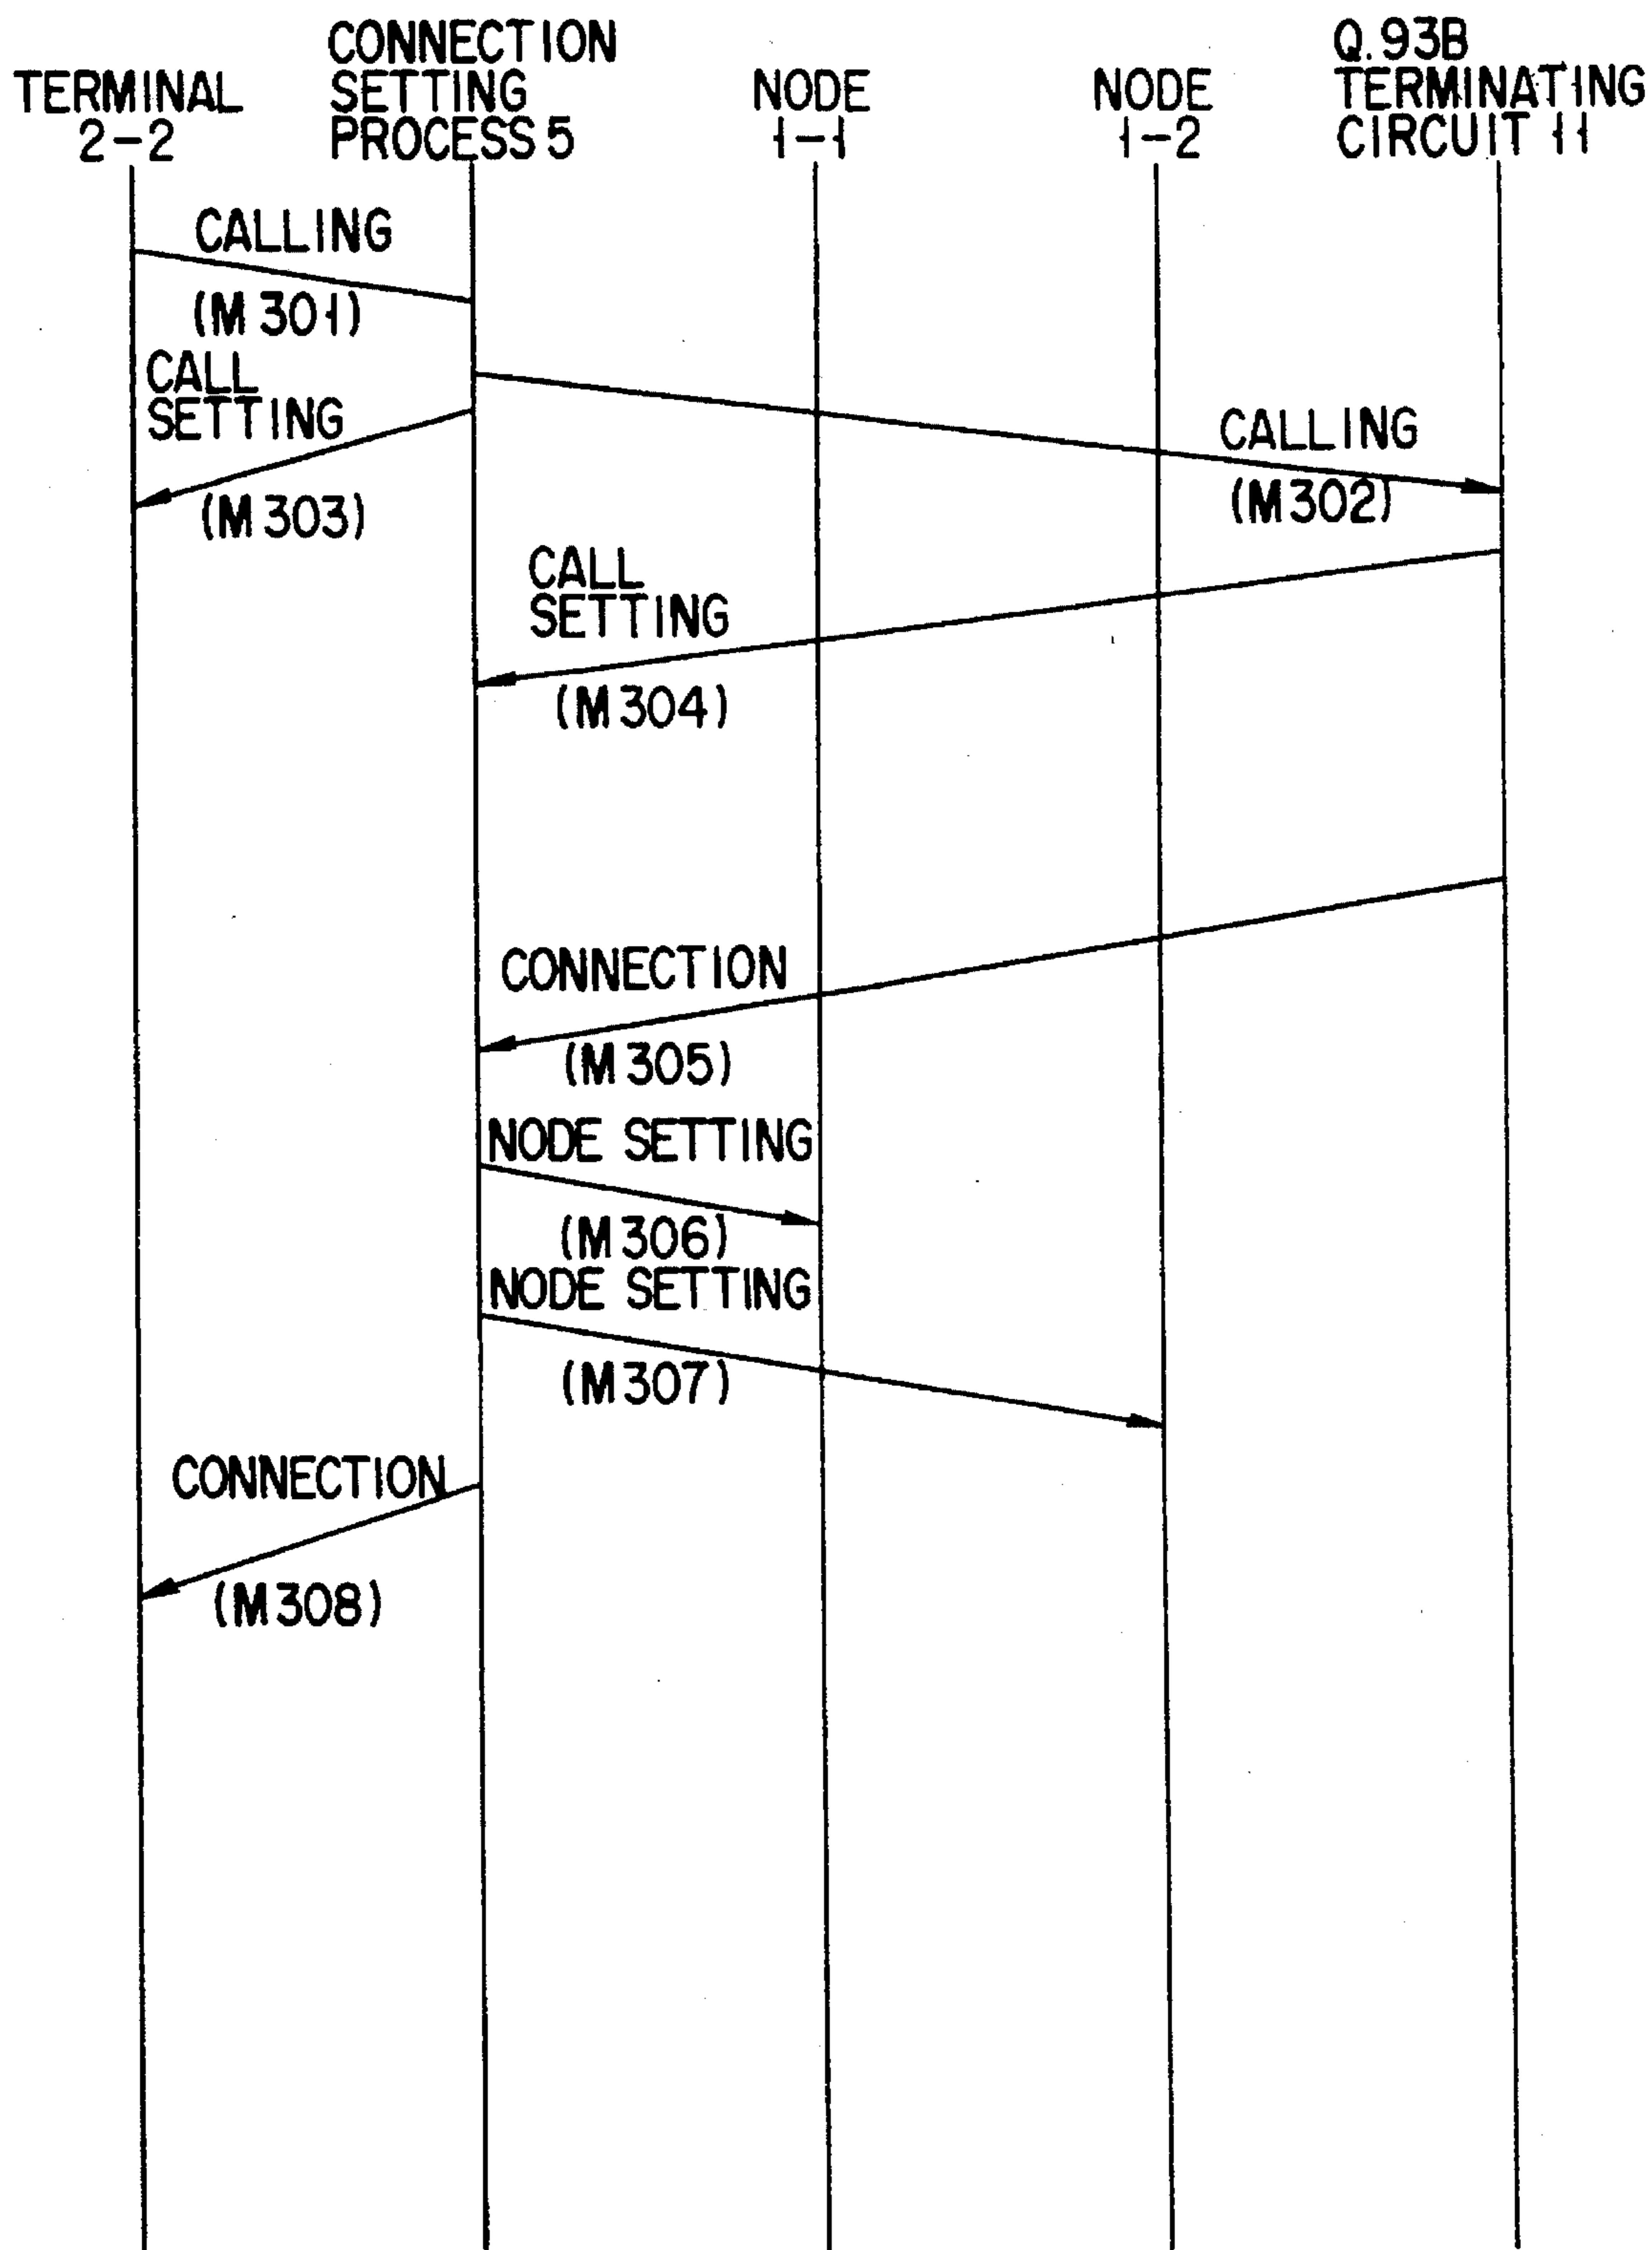 TERMINAL
2-2
CONNECTION
SETTING
PROCESS 5
NODE
1-1
NODE
1-2
Q.93B
TERMINATING
CIRCUIT 11
CALLING
(M301)
CALL
SETTING
(M303)
CALLING
(M302)
CALL
SETTING
(M304)
CONNECTION
(M305)
NODE SETTING
(M306)
NODE SETTING
(M307)
CONNECTION
(M308)